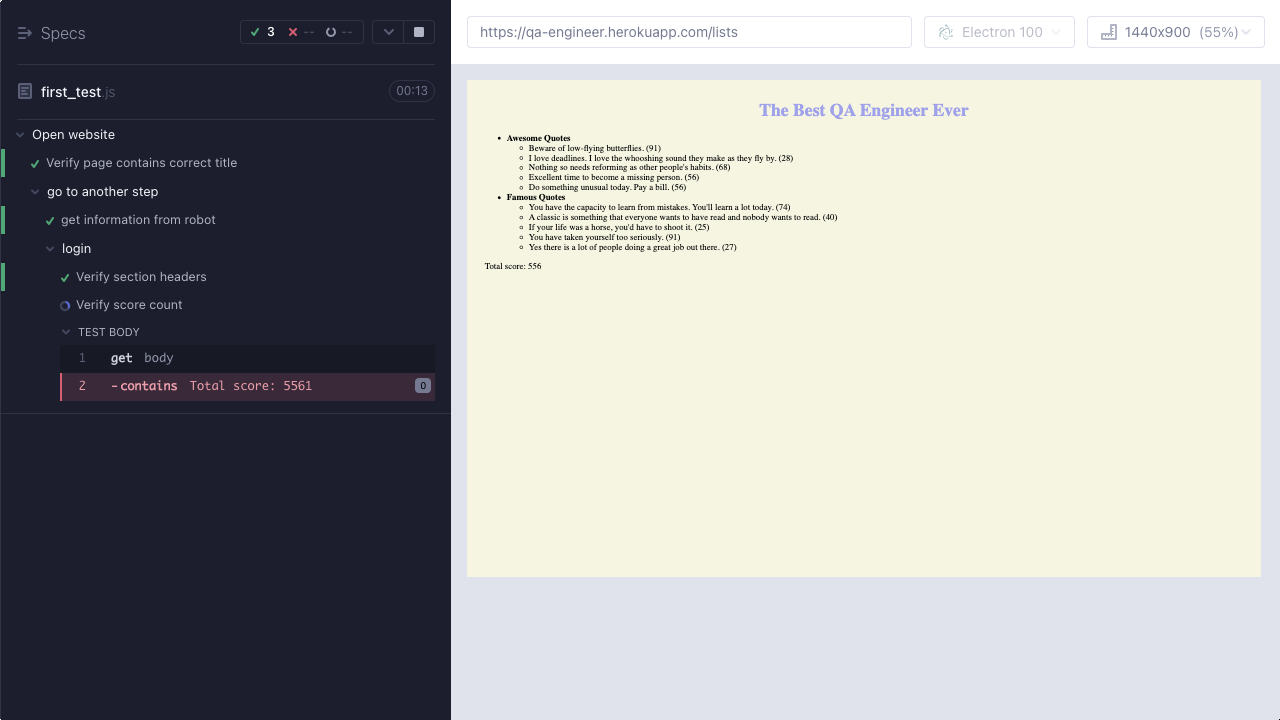 Specs
3 -- --
first_test.js
00:13
Open website
Verify page contains correct title
go to another step
get information from robot
login
Verify section headers
Verify score count
TEST BODY
1 get body
2 -contains Total score: 5561 0
https://qa-engineer.herokuapp.com/lists
Electron 100
1440x900 (55%)
The Best QA Engineer Ever
Awesome Quotes
Beware of low-flying butterflies. (91)
I love deadlines. I love the whooshing sound they make as they fly by. (28)
Nothing so needs reforming as other people's habits. (68)
Excellent time to become a missing person. (56)
Do something unusual today. Pay a bill. (56)
Famous Quotes
You have the capacity to learn from mistakes. You'll learn a lot today. (74)
A classic is something that everyone wants to have read and nobody wants to read. (40)
If your life was a horse, you'd have to shoot it. (25)
You have taken yourself too seriously. (91)
Yes there is a lot of people doing a great job out there. (27)
Total score: 556